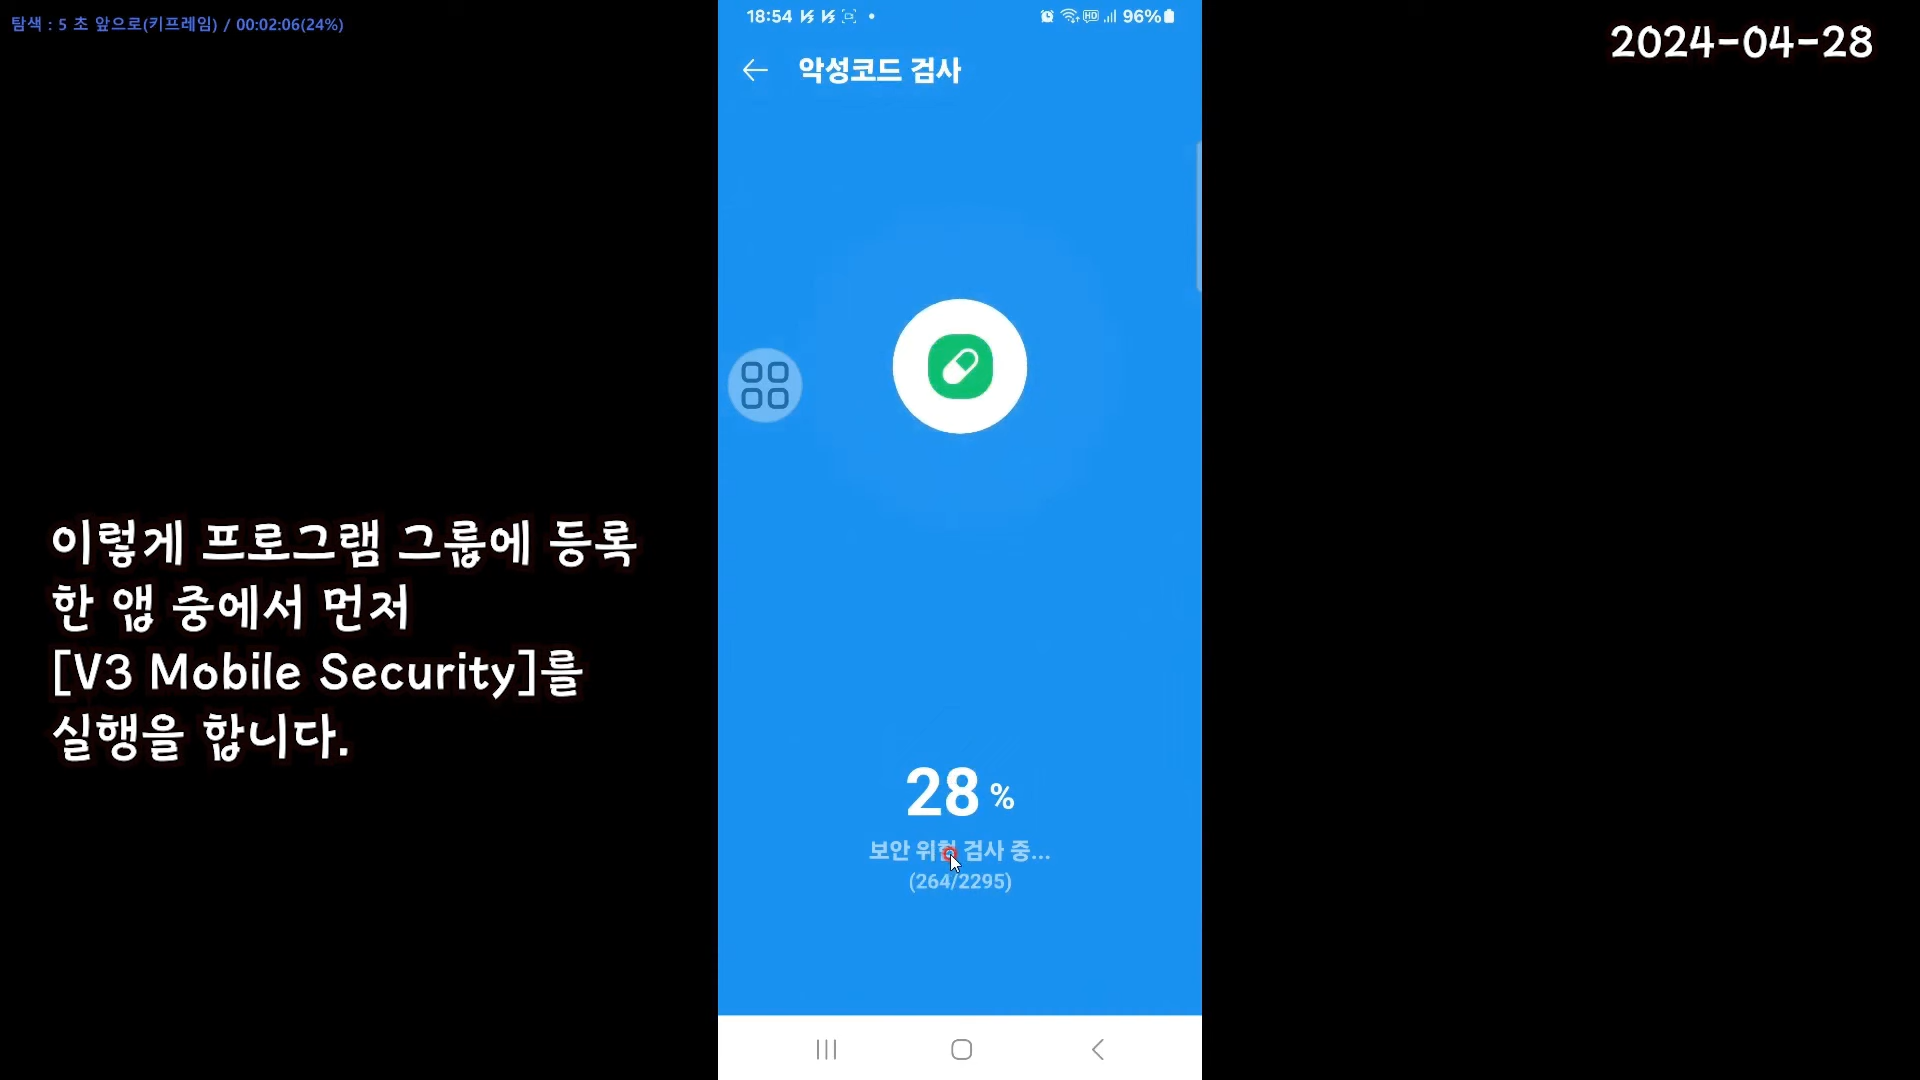 탐색 : 5 초 앞으로(키프레임) / 00:02:06(24%)
2024-04-28
18:54
HD
96%
악성코드 검사
이렇게 프로그램 그룹에 등록
한 앱 중에서 먼저
[V3 Mobile Security]를
실행을 합니다.
28 %
보안 위험 검사 중...
(264/2295)